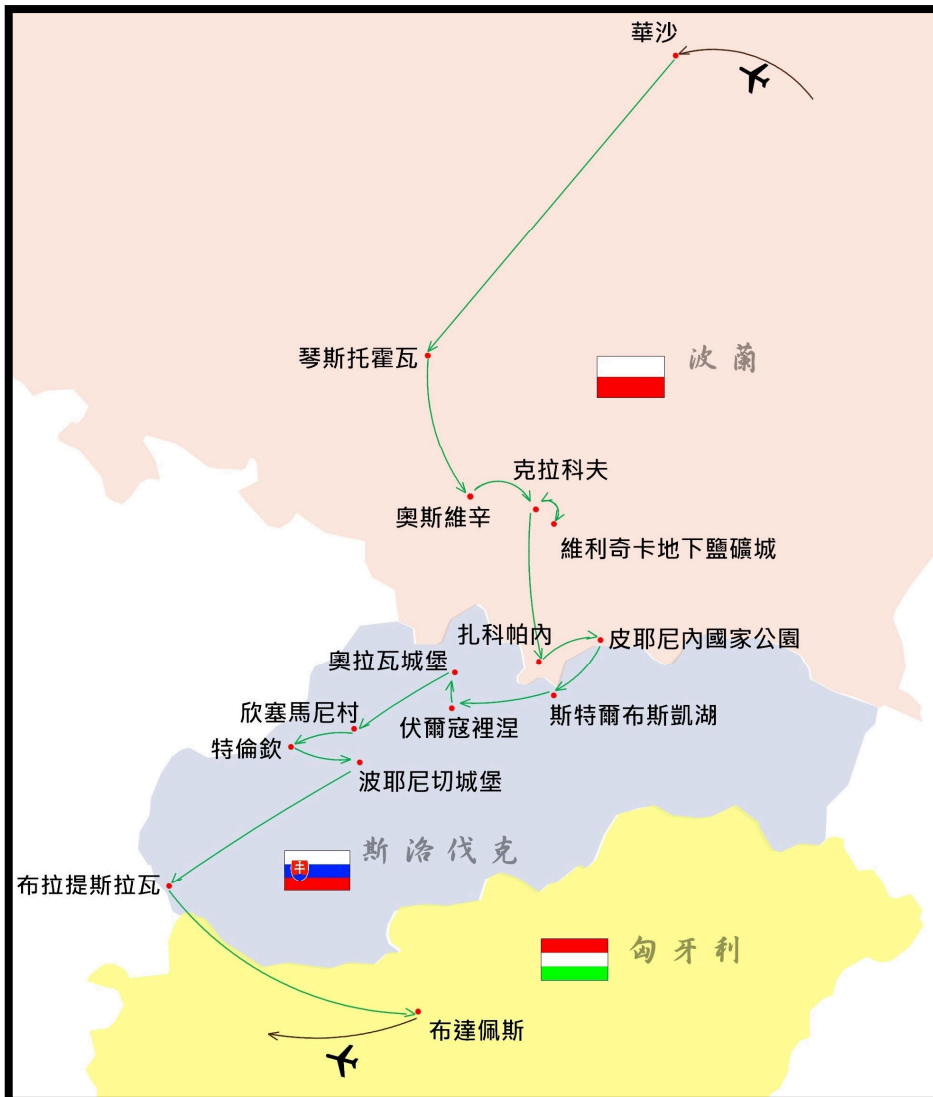 華沙
琴斯托霍瓦
波蘭
克拉科夫
奧斯維辛
維利奇卡地下鹽礦城
扎科帕內
皮耶尼內國家公園
奧拉瓦城堡
斯特爾布斯凱湖
伏爾寇裡涅
欣塞馬尼村
特倫欽
波耶尼切城堡
斯洛伐克
布拉提斯拉瓦
匈牙利
布達佩斯